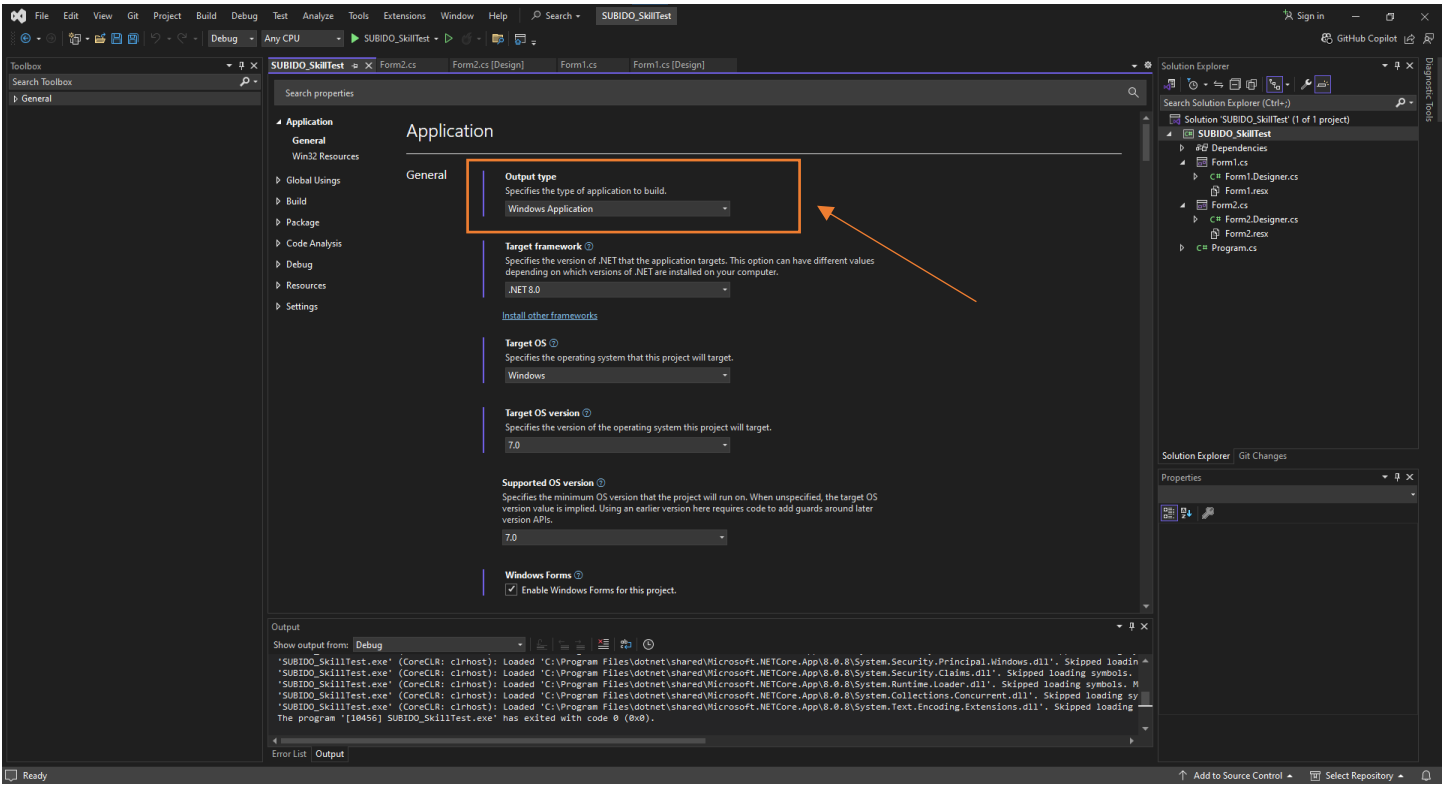 File Edit View Git Project Build Debug Test Analyze Tools Extensions Window Help Search SUBIDO_SkillTest Sign in
Debug Any CPU SUBIDO_SkillTest GitHub Copilot
Toolbox
Search Toolbox
General
SUBIDO_SkillTest Form2.cs Form2.cs [Design] Form1.cs Form1.cs [Design]
Search properties
Application
General
Win32 Resources
Global Usings
Build
Package
Code Analysis
Debug
Resources
Settings
Application
General
Output type
Specifies the type of application to build.
Windows Application
Target framework
Specifies the version of .NET that the application targets. This option can have different values
depending on which versions of .NET are installed on your computer.
.NET 8.0
Install other frameworks
Target OS
Specifies the operating system that this project will target.
Windows
Target OS version
Specifies the version of the operating system this project will target.
7.0
Supported OS version
Specifies the minimum OS version that the project will run on. When unspecified, the target OS
version value is implied. Using an earlier version here requires code to add guards around later
version APIs.
7.0
Windows Forms
Enable Windows Forms for this project.
Output
Show output from: Debug
'SUBIDO_SkillTest.exe' (CoreCLR: clrhost): Loaded 'C:\Program Files\dotnet\shared\Microsoft.NETCore.App\8.0.8\System.Security.Principal.Windows.dll'. Skipped loadin
'SUBIDO_SkillTest.exe' (CoreCLR: clrhost): Loaded 'C:\Program Files\dotnet\shared\Microsoft.NETCore.App\8.0.8\System.Security.Claims.dll'. Skipped loading symbols.
'SUBIDO_SkillTest.exe' (CoreCLR: clrhost): Loaded 'C:\Program Files\dotnet\shared\Microsoft.NETCore.App\8.0.8\System.Runtime.Loader.dll'. Skipped loading symbols. M
'SUBIDO_SkillTest.exe' (CoreCLR: clrhost): Loaded 'C:\Program Files\dotnet\shared\Microsoft.NETCore.App\8.0.8\System.Collections.Concurrent.dll'. Skipped loading sy
'SUBIDO_SkillTest.exe' (CoreCLR: clrhost): Loaded 'C:\Program Files\dotnet\shared\Microsoft.NETCore.App\8.0.8\System.Text.Encoding.Extensions.dll'. Skipped loading
The program '[10456] SUBIDO_SkillTest.exe' has exited with code 0 (0x0).
Error List Output
Solution Explorer
Search Solution Explorer (Ctrl+;)
Solution 'SUBIDO_SkillTest' (1 of 1 project)
SUBIDO_SkillTest
Dependencies
Form1.cs
C# Form1.Designer.cs
Form1.resx
Form2.cs
C# Form2.Designer.cs
Form2.resx
C# Program.cs
Solution Explorer Git Changes
Properties
Diagnostic Tools
Ready Add to Source Control Select Repository